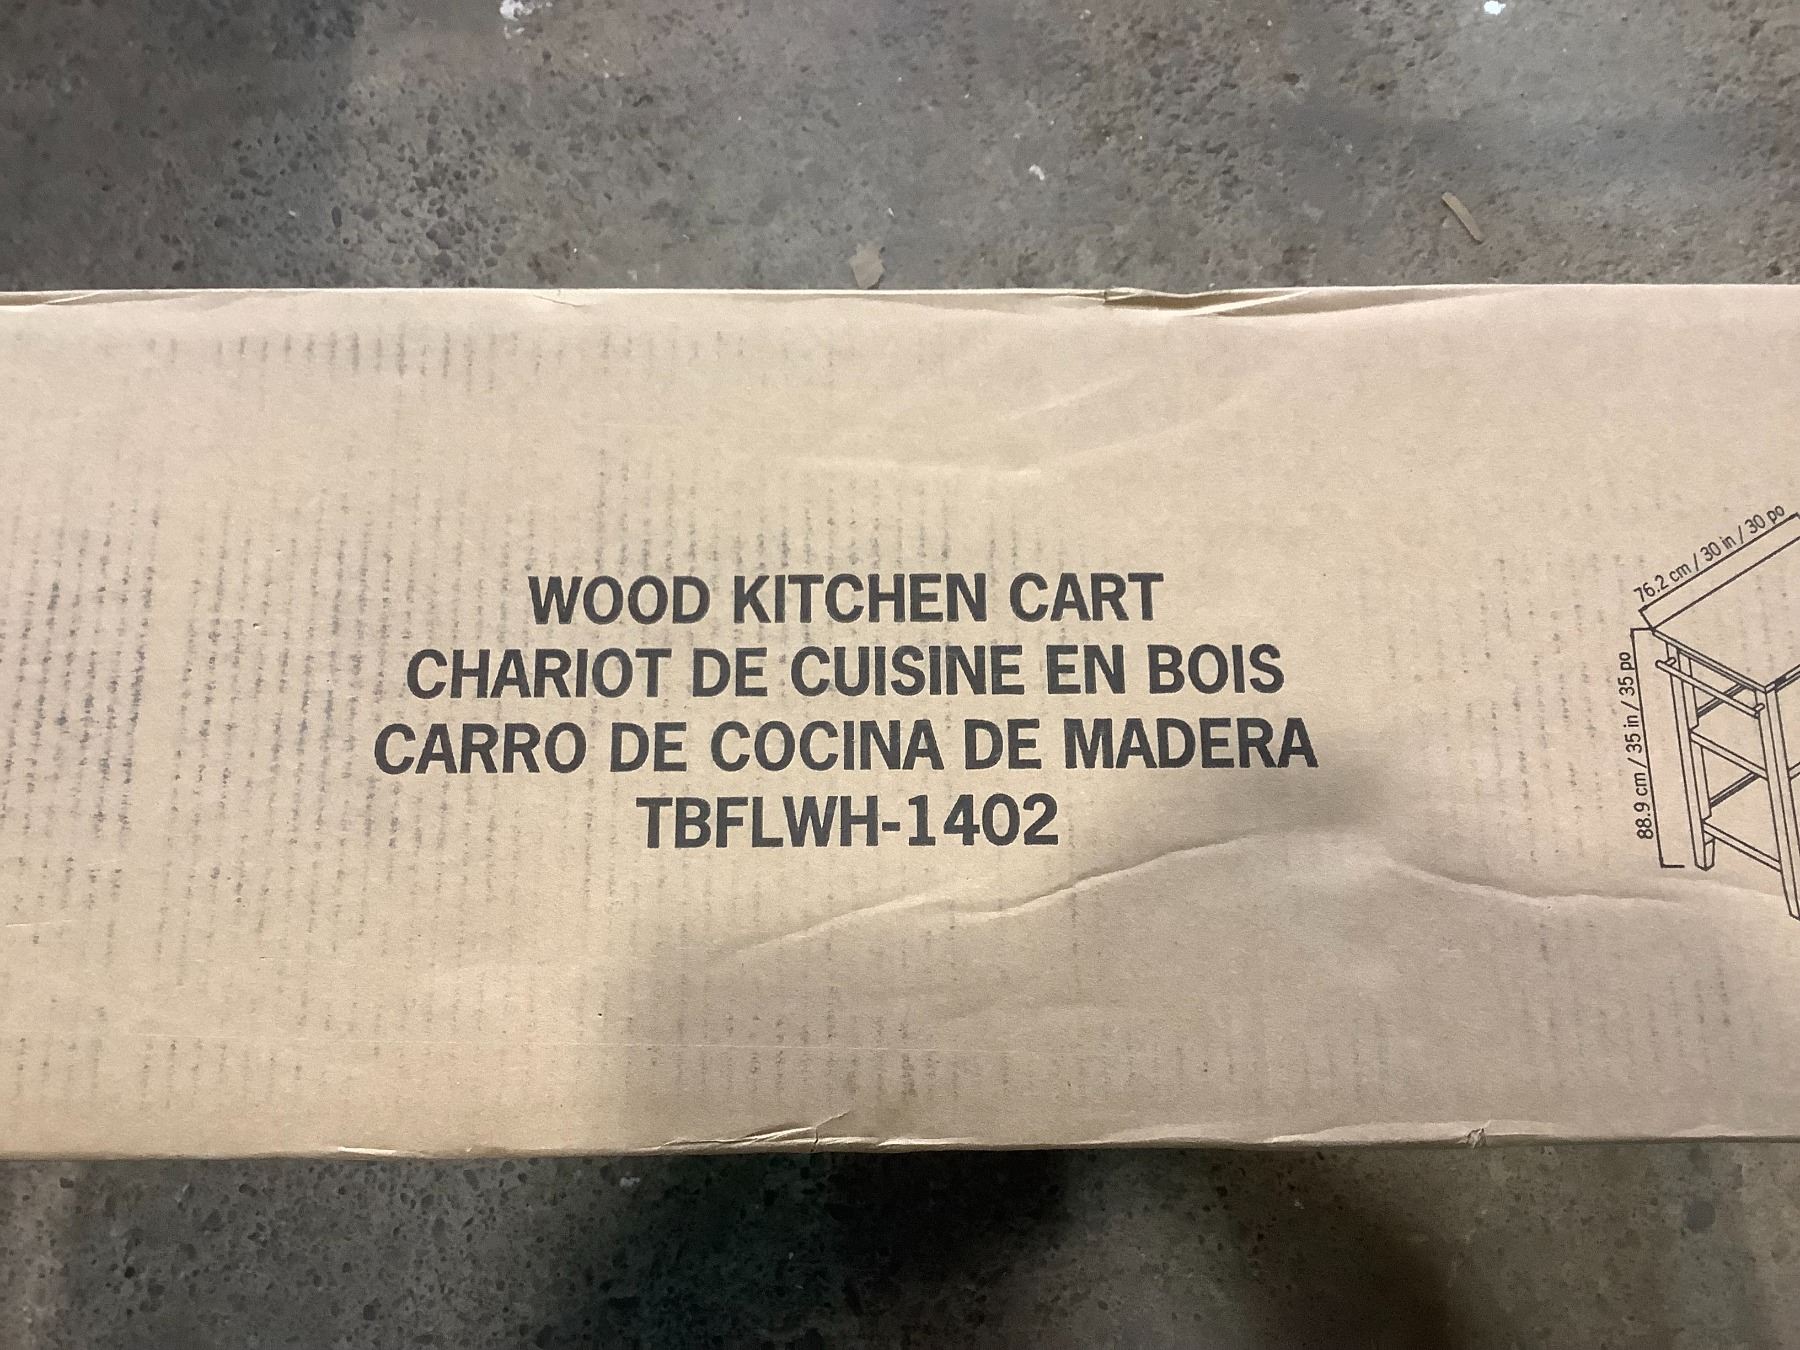 WOOD KITCHEN CART
CHARIOT DE CUISINE EN BOIS
CARRO DE COCINA DE MADERA
TBFLWH-1402
76.2 cm / 30 in / 30 po
88.9 cm / 35 in / 35 po